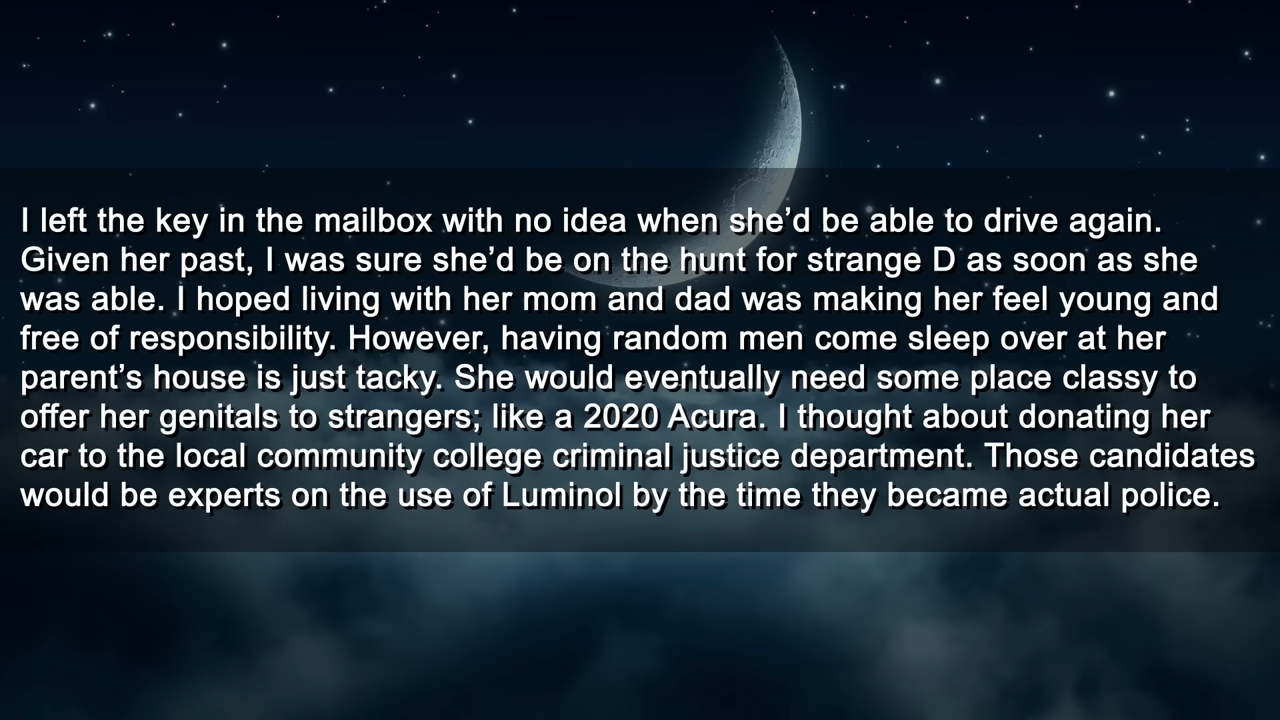 I left the key in the mailbox with no idea when she’d be able to drive again.
Given her past, I was sure she’d be on the hunt for strange D as soon as she
was able. I hoped living with her mom and dad was making her feel young and
free of responsibility. However, having random men come sleep over at her
parent’s house is just tacky. She would eventually need some place classy to
offer her genitals to strangers; like a 2020 Acura. I thought about donating her
car to the local community college criminal justice department. Those candidates
would be experts on the use of Luminol by the time they became actual police.